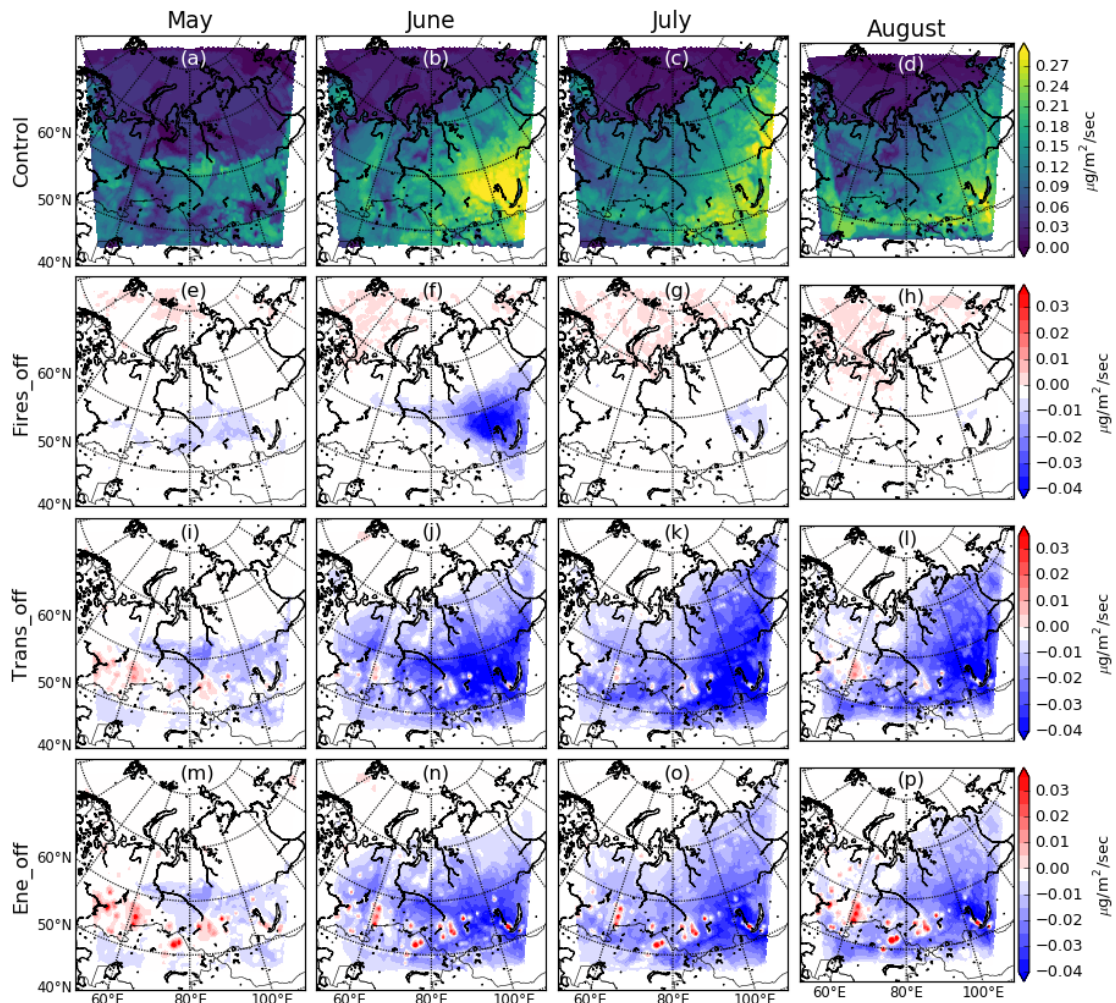 May June July August
Control (a) (b) (c) (d)
60°N
50°N
40°N
0.27
0.24
0.21
0.18
0.15
0.12
0.09
0.06
0.03
0.00
μg/m²/sec
Fires_off (e) (f) (g) (h)
60°N
50°N
40°N
0.03
0.02
0.01
0.00
−0.01
−0.02
−0.03
−0.04
μg/m²/sec
Trans_off (i) (j) (k) (l)
60°N
50°N
40°N
0.03
0.02
0.01
0.00
−0.01
−0.02
−0.03
−0.04
μg/m²/sec
Ene_off (m) (n) (o) (p)
60°N
50°N
40°N
0.03
0.02
0.01
0.00
−0.01
−0.02
−0.03
−0.04
μg/m²/sec
60°E 80°E 100°E 60°E 80°E 100°E 60°E 80°E 100°E 60°E 80°E 100°E